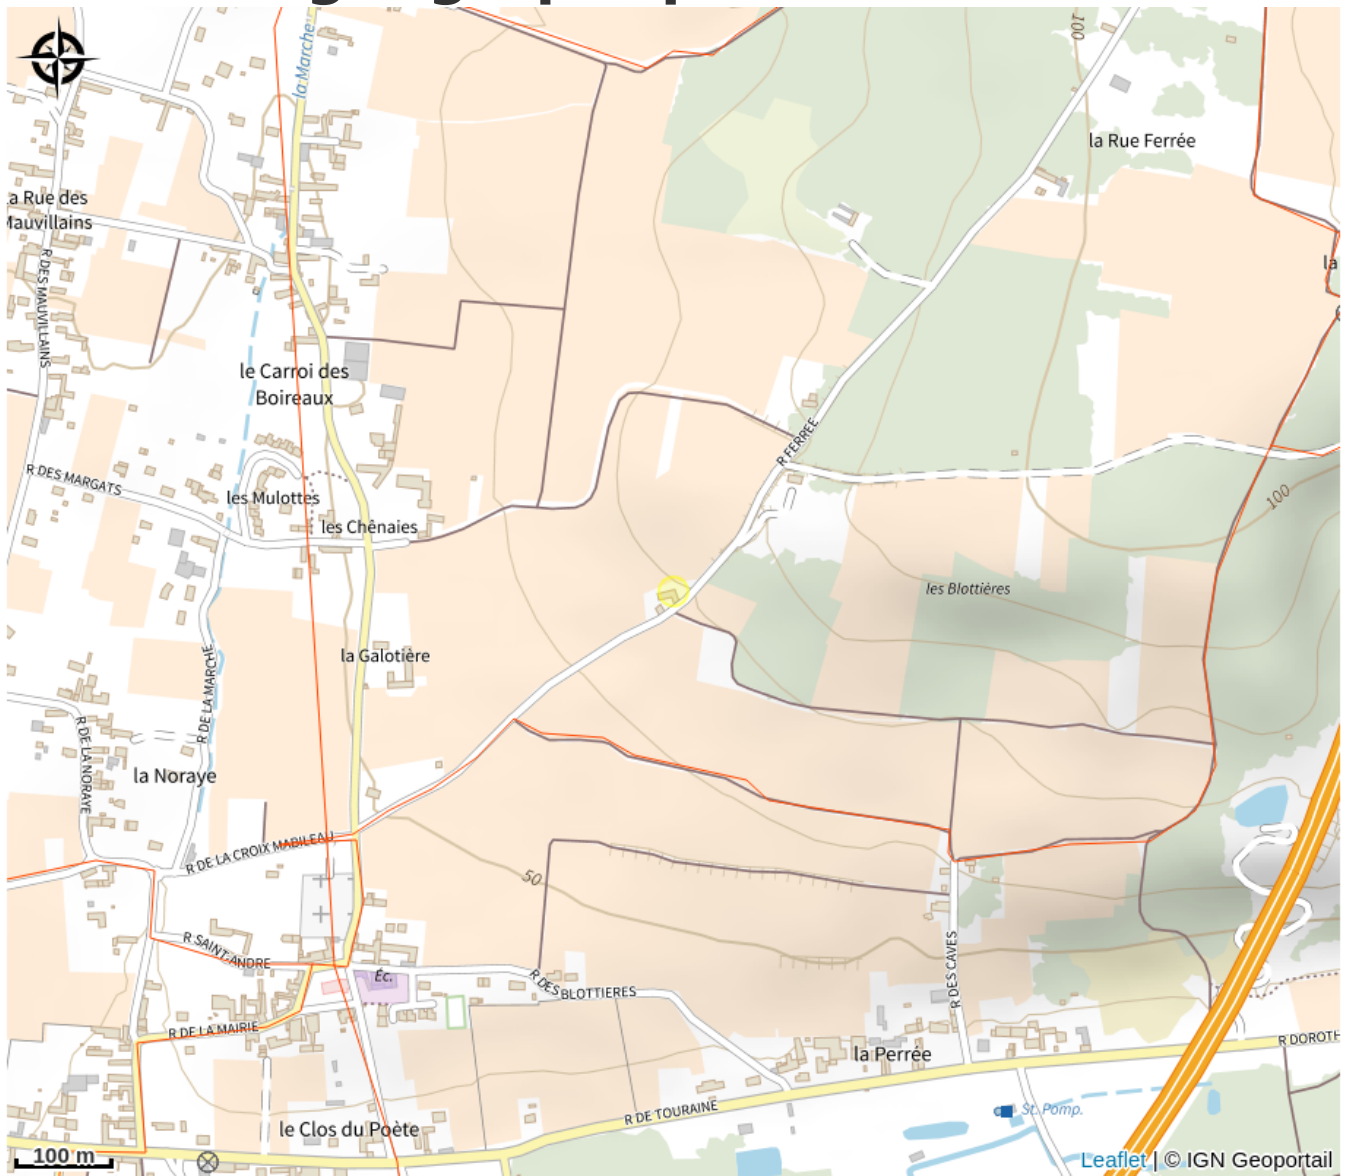 la Marche
100
la Rue Ferrée
a Rue des
Mauvillains
R DES MAUVILLAINS
la
le Carroi des
Boireaux
R FERREE
R DES MARGATS
les Mulottes
les Chênaies
100
les Blottières
la Galotière
R DE LA MARCHE
R DE LA NORAYE
la Noraye
R DE LA CROIX MABILEAU
50
R SAINT-ANDRE
Éc.
R DES BLOTTIERES
R DES CAVES
R DE LA MAIRIE
la Perrée
R DOROTH
R DE TOURAINE
St. Pomp.
le Clos du Poète
100 m
Leaflet | © IGN Geoportail